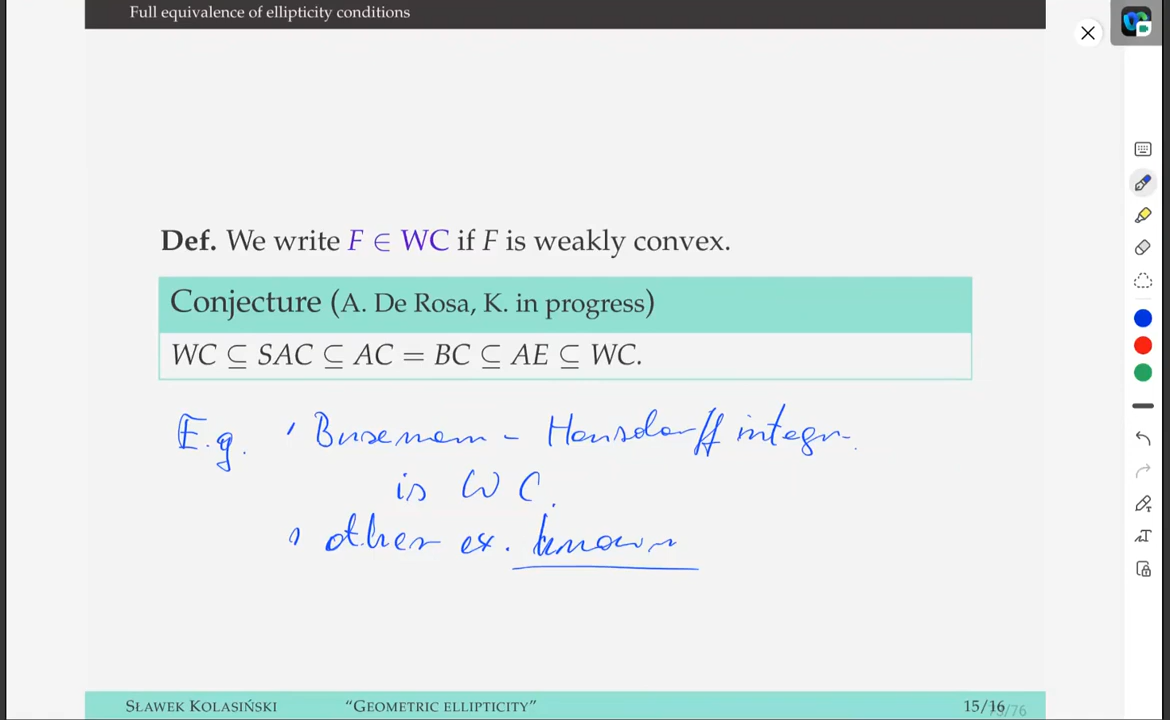 Full equivalence of ellipticity conditions
Def. We write F ∈ WC if F is weakly convex.
Conjecture (A. De Rosa, K. in progress)
WC ⊆ SAC ⊆ AC = BC ⊆ AE ⊆ WC.
E.g. Busemann - Hausdorff integr.
is WC.
other ex. known
SŁAWEK KOLASIŃSKI "GEOMETRIC ELLIPTICITY" 15/16
/76